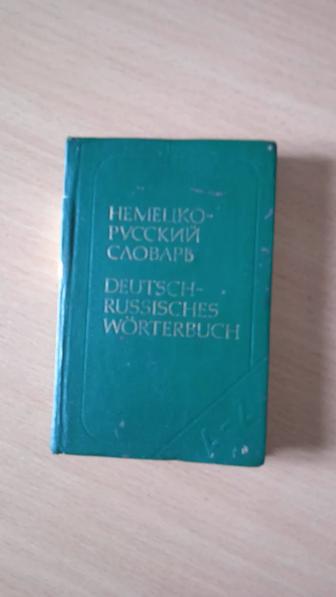 НЕМЕЦКО-
РУССКИЙ
СЛОВАРЬ
DEUTSCH-
RUSSISCHES
WÖRTERBUCH